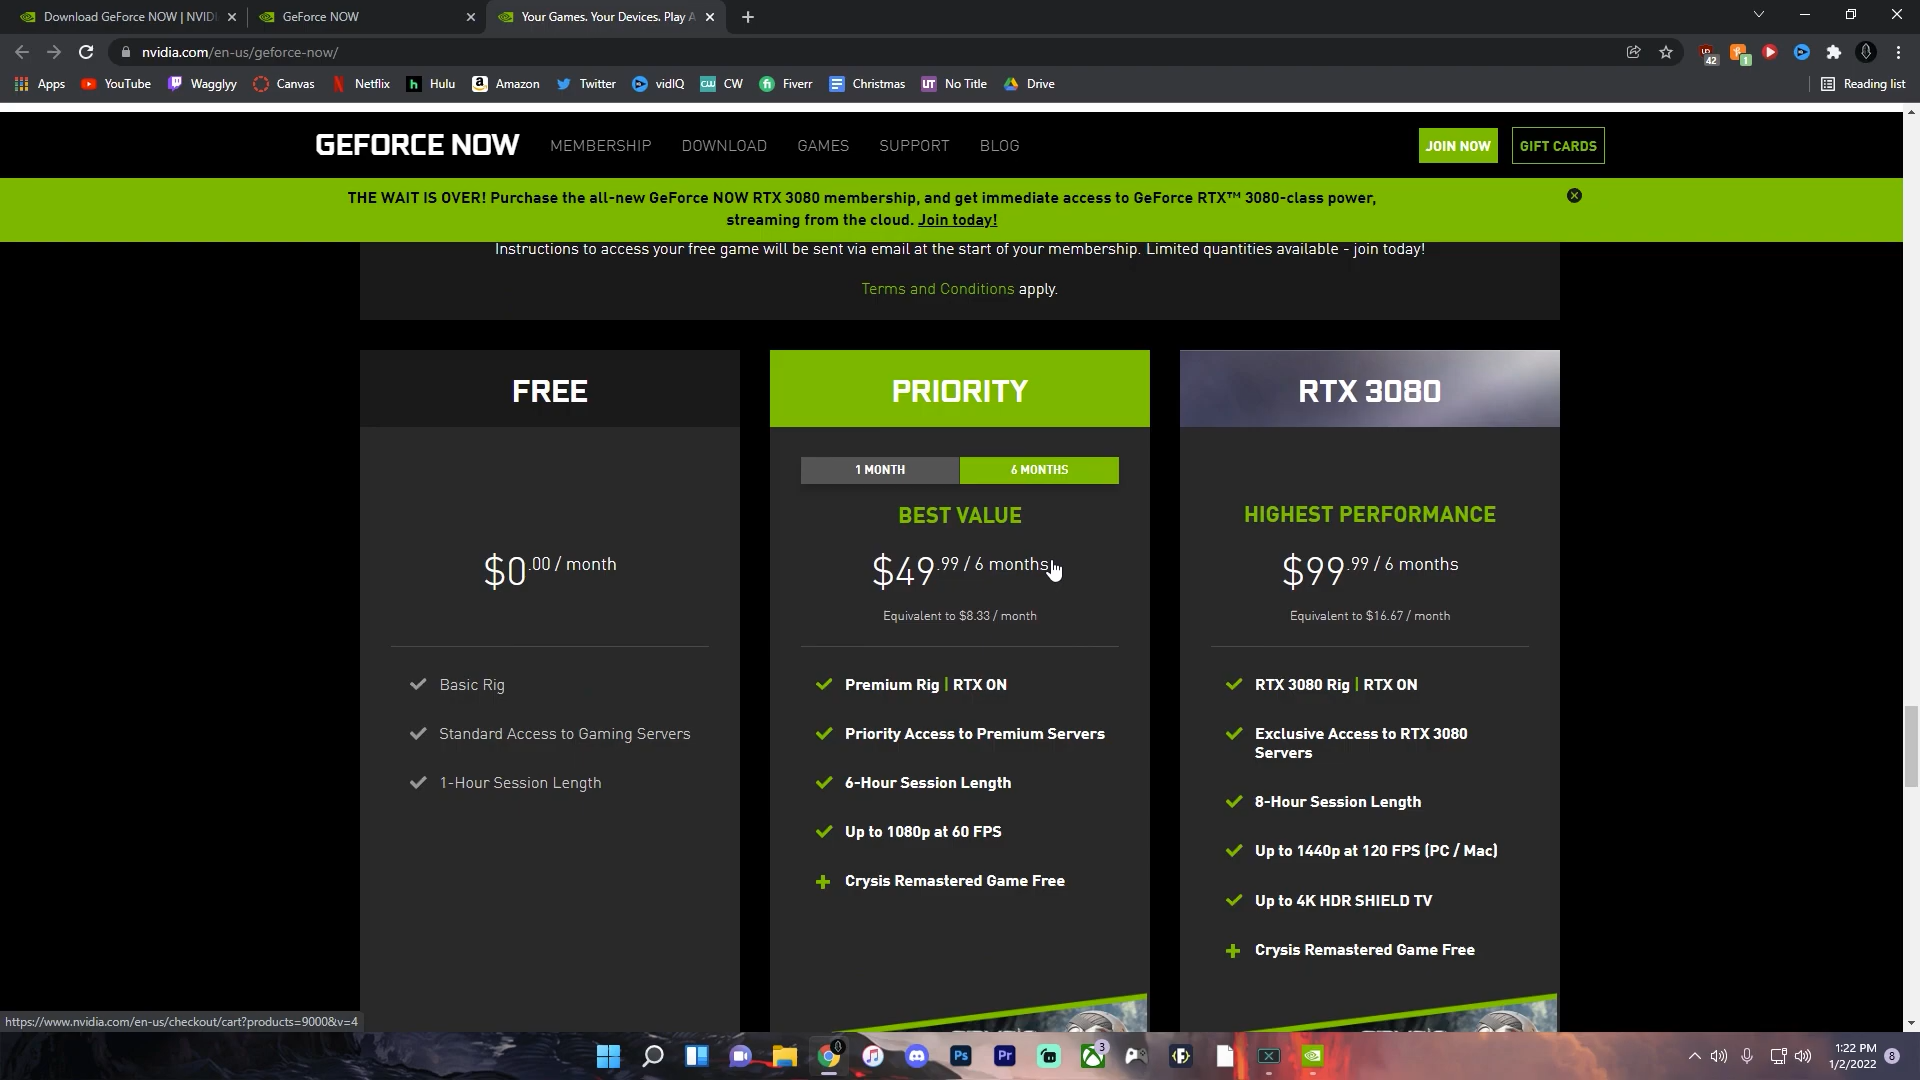 Download GeForce NOW | NVIDI
GeForce NOW
Your Games. Your Devices. Play A
nvidia.com/en-us/geforce-now/
42
1
Apps
YouTube
Wagglyy
Canvas
Netflix
Hulu
Amazon
Twitter
vidIQ
CW
Fiverr
Christmas
No Title
Drive
Reading list
GEFORCE NOW
MEMBERSHIP
DOWNLOAD
GAMES
SUPPORT
BLOG
JOIN NOW
GIFT CARDS
THE WAIT IS OVER! Purchase the all-new GeForce NOW RTX 3080 membership, and get immediate access to GeForce RTX™ 3080-class power,
streaming from the cloud. Join today!
Instructions to access your free game will be sent via email at the start of your membership. Limited quantities available - join today!
Terms and Conditions apply.
FREE
$0.00 / month
Basic Rig
Standard Access to Gaming Servers
1-Hour Session Length
PRIORITY
1 MONTH
6 MONTHS
BEST VALUE
$49.99 / 6 months
Equivalent to $8.33 / month
Premium Rig | RTX ON
Priority Access to Premium Servers
6-Hour Session Length
Up to 1080p at 60 FPS
Crysis Remastered Game Free
RTX 3080
HIGHEST PERFORMANCE
$99.99 / 6 months
Equivalent to $16.67 / month
RTX 3080 Rig | RTX ON
Exclusive Access to RTX 3080
Servers
8-Hour Session Length
Up to 1440p at 120 FPS (PC / Mac)
Up to 4K HDR SHIELD TV
Crysis Remastered Game Free
https://www.nvidia.com/en-us/checkout/cart?products=9000&v=4
Ps
Pr
3
1:22 PM
1/2/2022
8